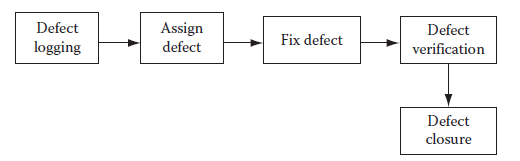 Defect
logging
Assign
defect
Fix defect
Defect
verification
Defect
closure